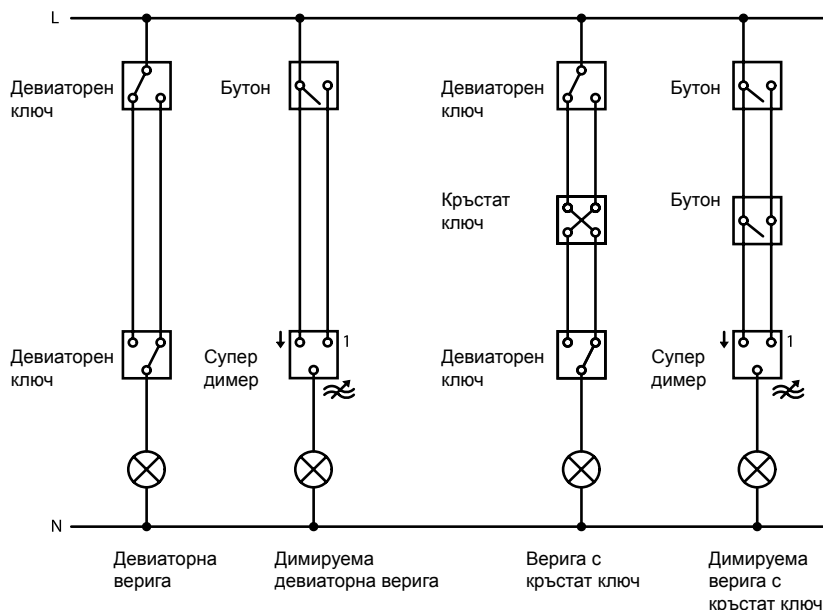 L
Девиаторен
ключ
Бутон
Девиаторен
ключ
Бутон
Кръстат
ключ
Бутон
Девиаторен
ключ
Супер
димер
1
Девиаторен
ключ
Супер
димер
1
N
Девиаторна
верига
Димируема
девиаторна верига
Верига с
кръстат ключ
Димируема
верига с
кръстат ключ